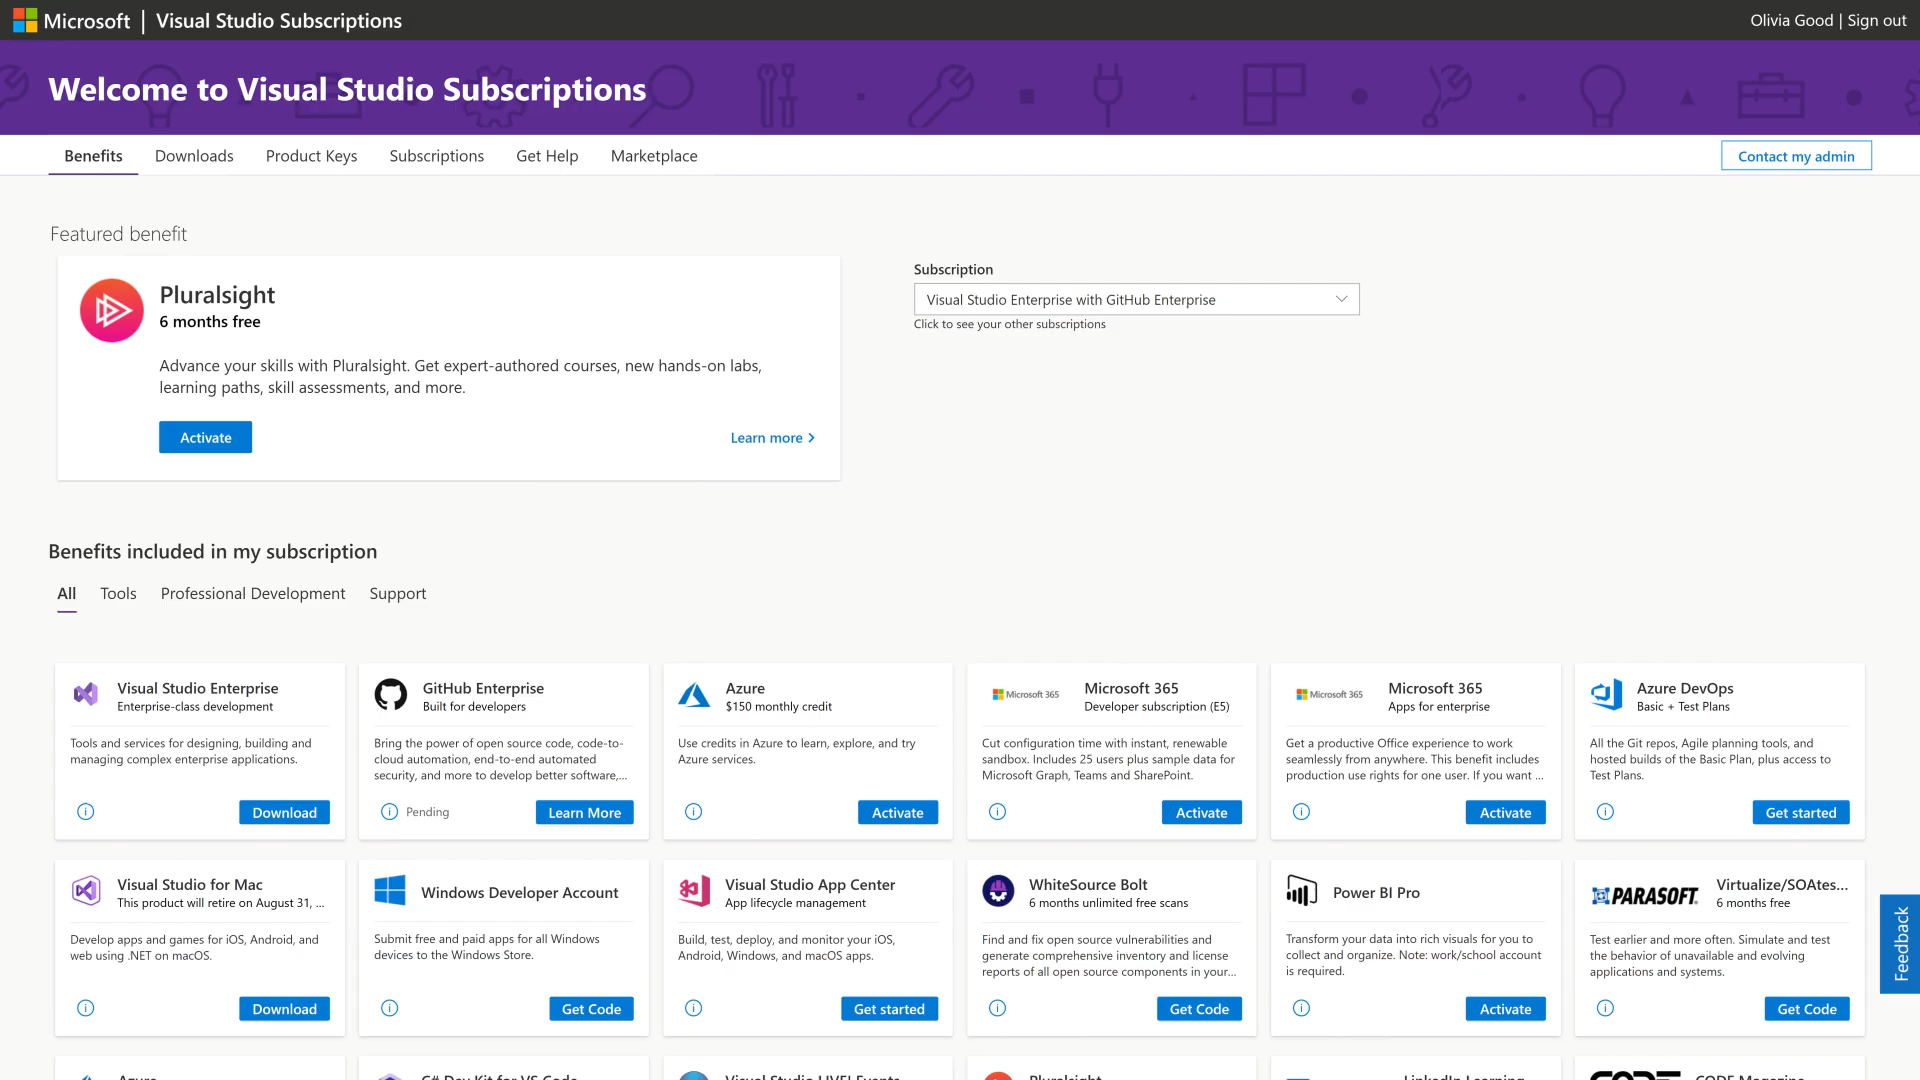 Microsoft | Visual Studio Subscriptions
Olivia Good | Sign out
Welcome to Visual Studio Subscriptions
Benefits Downloads Product Keys Subscriptions Get Help Marketplace
Contact my admin
Featured benefit
Pluralsight
6 months free
Advance your skills with Pluralsight. Get expert-authored courses, new hands-on labs,
learning paths, skill assessments, and more.
Activate
Learn more
Subscription
Visual Studio Enterprise with GitHub Enterprise
Click to see your other subscriptions
Benefits included in my subscription
All Tools Professional Development Support
Visual Studio Enterprise
Enterprise-class development
Tools and services for designing, building and
managing complex enterprise applications.
Download
GitHub Enterprise
Built for developers
Bring the power of open source code, code-to-
cloud automation, end-to-end automated
security, and more to develop better software,...
Pending
Learn More
Azure
$150 monthly credit
Use credits in Azure to learn, explore, and try
Azure services.
Activate
Microsoft 365
Microsoft 365
Developer subscription (E5)
Cut configuration time with instant, renewable
sandbox. Includes 25 users plus sample data for
Microsoft Graph, Teams and SharePoint.
Activate
Microsoft 365
Microsoft 365
Apps for enterprise
Get a productive Office experience to work
seamlessly from anywhere. This benefit includes
production use rights for one user. If you want ...
Activate
Azure DevOps
Basic + Test Plans
All the Git repos, Agile planning tools, and
hosted builds of the Basic Plan, plus access to
Test Plans.
Get started
Visual Studio for Mac
This product will retire on August 31, ...
Develop apps and games for iOS, Android, and
web using .NET on macOS.
Download
Windows Developer Account
Submit free and paid apps for all Windows
devices to the Windows Store.
Get Code
Visual Studio App Center
App lifecycle management
Build, test, deploy, and monitor your iOS,
Android, Windows, and macOS apps.
Get started
WhiteSource Bolt
6 months unlimited free scans
Find and fix open source vulnerabilities and
generate comprehensive inventory and license
reports of all open source components in your...
Get Code
Power BI Pro
Transform your data into rich visuals for you to
collect and organize. Note: work/school account
is required.
Activate
PARASOFT.
Virtualize/SOAtes...
6 months free
Test earlier and more often. Simulate and test
the behavior of unavailable and evolving
applications and systems.
Get Code
Feedback
Azure
C# Dev Kit for VS Code
Visual Studio LIVE! Events
Pluralsight
LinkedIn Learning
CODE
CODE Magazine